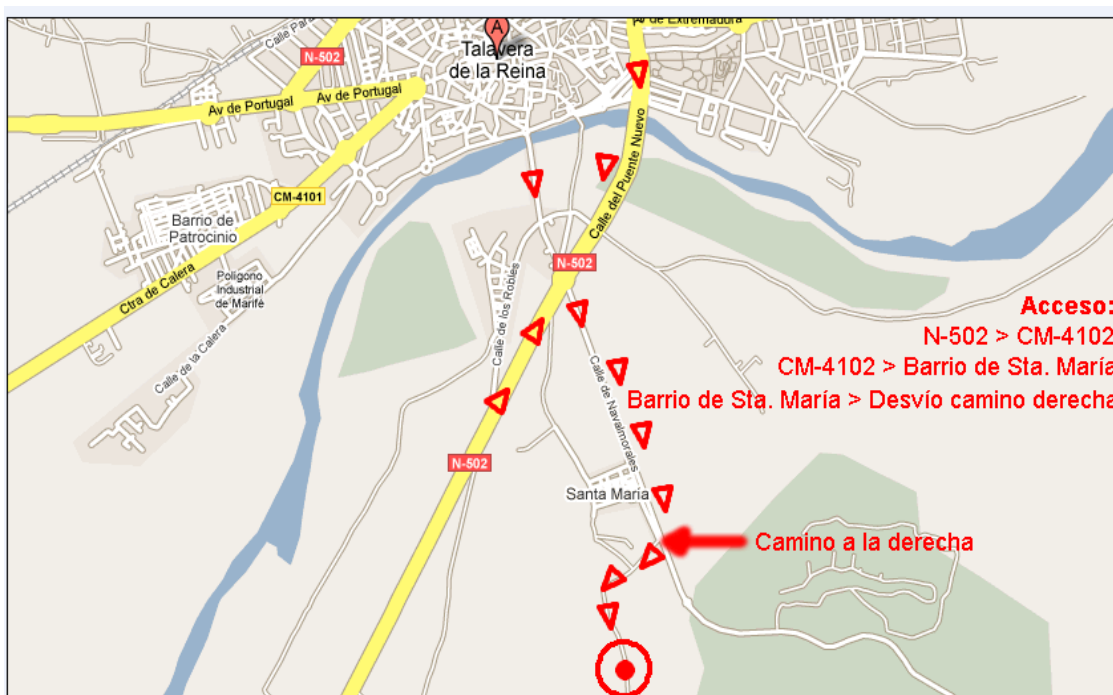 Av de Extremadura
Calle Para
A
N-502
Talavera
de la Reina
Av de Portugal
Av de Portugal
Calle del Puente Nuevo
CM-4101
Barrio de
Patrocinio
N-502
Polígono
Industrial
de Marifé
Ctra de Calera
Calle de los Robles
Calle de la Calera
Acceso:
N-502 > CM-4102
CM-4102 > Barrio de Sta. María
Barrio de Sta. María > Desvío camino derecha
Calle de Navalmorales
N-502
Santa María
Camino a la derecha